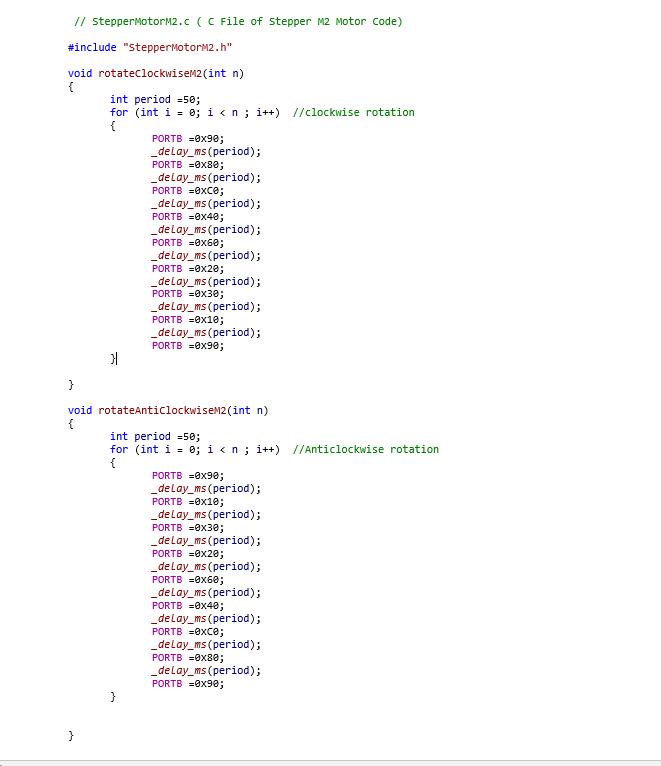 // StepperMotorM2.c ( C File of Stepper M2 Motor Code)
#include "StepperMotorM2.h"
void rotateClockwiseM2(int n)
{
int period =50;
for (int i = 0; i < n ; i++)  //clockwise rotation
{
PORTB =0x90;
_delay_ms(period);
PORTB =0x80;
_delay_ms(period);
PORTB =0xC0;
_delay_ms(period);
PORTB =0x40;
_delay_ms(period);
PORTB =0x60;
_delay_ms(period);
PORTB =0x20;
_delay_ms(period);
PORTB =0x30;
_delay_ms(period);
PORTB =0x10;
_delay_ms(period);
PORTB =0x90;
}
}
void rotateAntiClockwiseM2(int n)
{
int period =50;
for (int i = 0; i < n ; i++)  //Anticlockwise rotation
{
PORTB =0x90;
_delay_ms(period);
PORTB =0x10;
_delay_ms(period);
PORTB =0x30;
_delay_ms(period);
PORTB =0x20;
_delay_ms(period);
PORTB =0x60;
_delay_ms(period);
PORTB =0x40;
_delay_ms(period);
PORTB =0xC0;
_delay_ms(period);
PORTB =0x80;
_delay_ms(period);
PORTB =0x90;
}
}